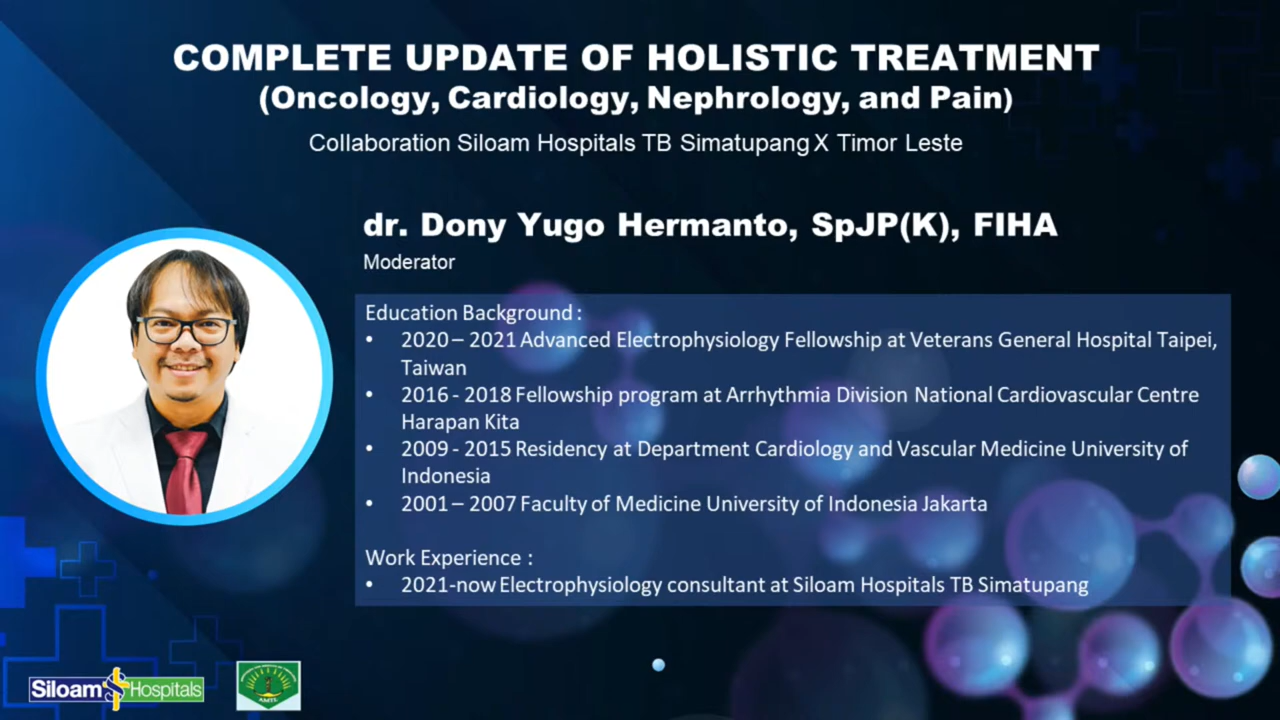 COMPLETE UPDATE OF HOLISTIC TREATMENT
(Oncology, Cardiology, Nephrology, and Pain)
Collaboration Siloam Hospitals TB Simatupang X Timor Leste
dr. Dony Yugo Hermanto, SpJP(K), FIHA
Moderator
Education Background :
• 2020 – 2021 Advanced Electrophysiology Fellowship at Veterans General Hospital Taipei,
Taiwan
• 2016 - 2018 Fellowship program at Arrhythmia Division National Cardiovascular Centre
Harapan Kita
• 2009 - 2015 Residency at Department Cardiology and Vascular Medicine University of
Indonesia
• 2001 – 2007 Faculty of Medicine University of Indonesia Jakarta
Work Experience :
• 2021-now Electrophysiology consultant at Siloam Hospitals TB Simatupang
Siloam Hospitals